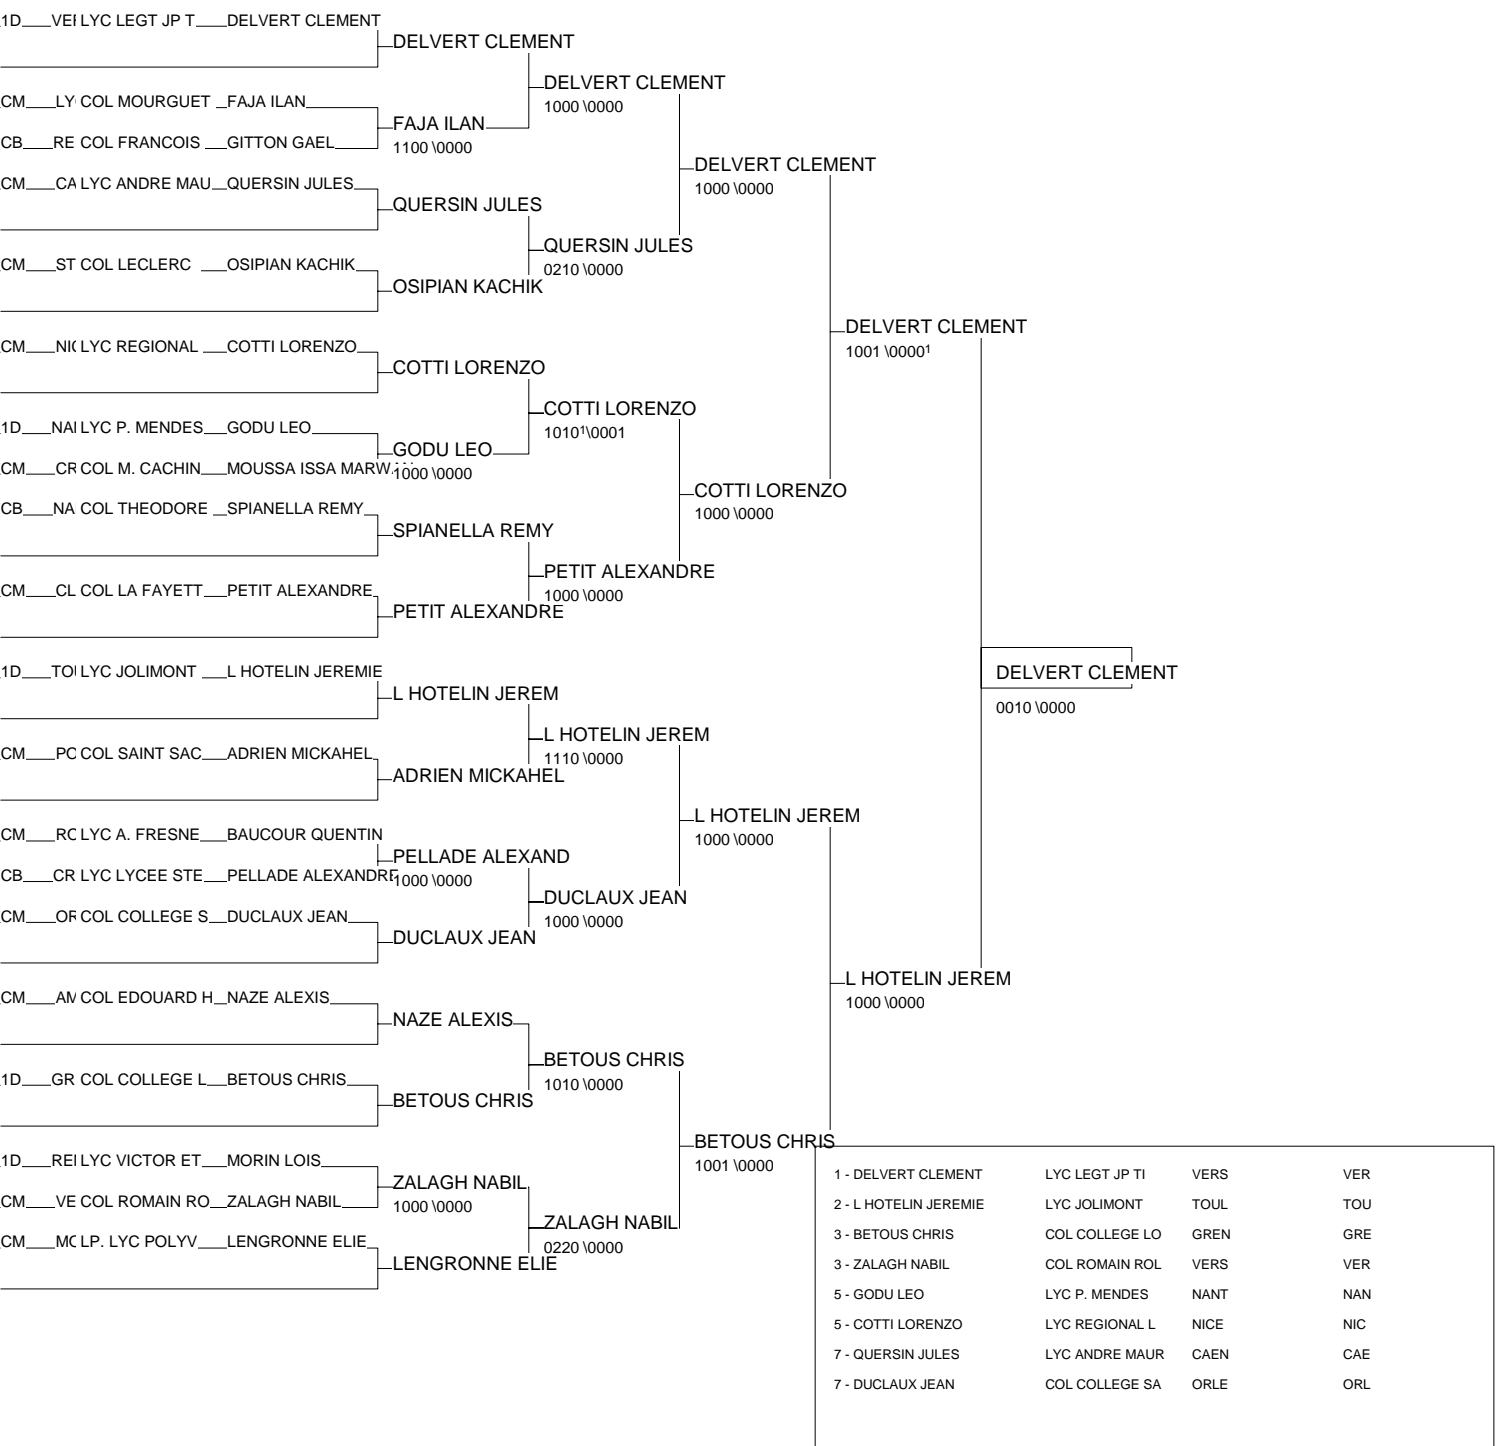 1D VEI LYC LEGT JP T DELVERT CLEMENT
DELVERT CLEMENT
DELVERT CLEMENT
1000 \0000
CM LY COL MOURGUET FAJA ILAN
FAJA ILAN
1100 \0000
CB RE COL FRANCOIS GITTON GAEL
DELVERT CLEMENT
1000 \0000
CM CA LYC ANDRE MAU QUERSIN JULES
QUERSIN JULES
QUERSIN JULES
0210 \0000
CM ST COL LECLERC OSIPIAN KACHIK
OSIPIAN KACHIK
DELVERT CLEMENT
1001 \0000¹
CM NI LYC REGIONAL COTTI LORENZO
COTTI LORENZO
COTTI LORENZO
1010¹\0001
1D NAI LYC P. MENDES GODU LEO
GODU LEO
1000 \0000
CM CR COL M. CACHIN MOUSSA ISSA MARW
COTTI LORENZO
1000 \0000
CB NA COL THEODORE SPIANELLA REMY
SPIANELLA REMY
PETIT ALEXANDRE
1000 \0000
CM CL COL LA FAYETT PETIT ALEXANDRE
PETIT ALEXANDRE
DELVERT CLEMENT
0010 \0000
1D TOI LYC JOLIMONT L HOTELIN JEREMIE
L HOTELIN JEREM
L HOTELIN JEREM
1110 \0000
CM PC COL SAINT SAC ADRIEN MICKAHEL
ADRIEN MICKAHEL
L HOTELIN JEREM
1000 \0000
CM RC LYC A. FRESNE BAUCOUR QUENTIN
PELLADE ALEXAND
1000 \0000
CB CR LYC LYCEE STE PELLADE ALEXANDRE
DUCLAUX JEAN
1000 \0000
CM OR COL COLLEGE S DUCLAUX JEAN
DUCLAUX JEAN
L HOTELIN JEREM
1000 \0000
CM AM COL EDOUARD H NAZE ALEXIS
NAZE ALEXIS
BETOUS CHRIS
1010 \0000
1D GR COL COLLEGE L BETOUS CHRIS
BETOUS CHRIS
BETOUS CHRIS
1001 \0000
1D REI LYC VICTOR ET MORIN LOIS
ZALAGH NABIL
1000 \0000
CM VE COL ROMAIN RO ZALAGH NABIL
ZALAGH NABIL
0220 \0000
CM MC LP. LYC POLYV LENGRONNE ELIE
LENGRONNE ELIE
1 - DELVERT CLEMENT LYC LEGT JP TI VERS VER
2 - L HOTELIN JEREMIE LYC JOLIMONT TOUL TOU
3 - BETOUS CHRIS COL COLLEGE LO GREN GRE
3 - ZALAGH NABIL COL ROMAIN ROL VERS VER
5 - GODU LEO LYC P. MENDES NANT NAN
5 - COTTI LORENZO LYC REGIONAL L NICE NIC
7 - QUERSIN JULES LYC ANDRE MAUR CAEN CAE
7 - DUCLAUX JEAN COL COLLEGE SA ORLE ORL